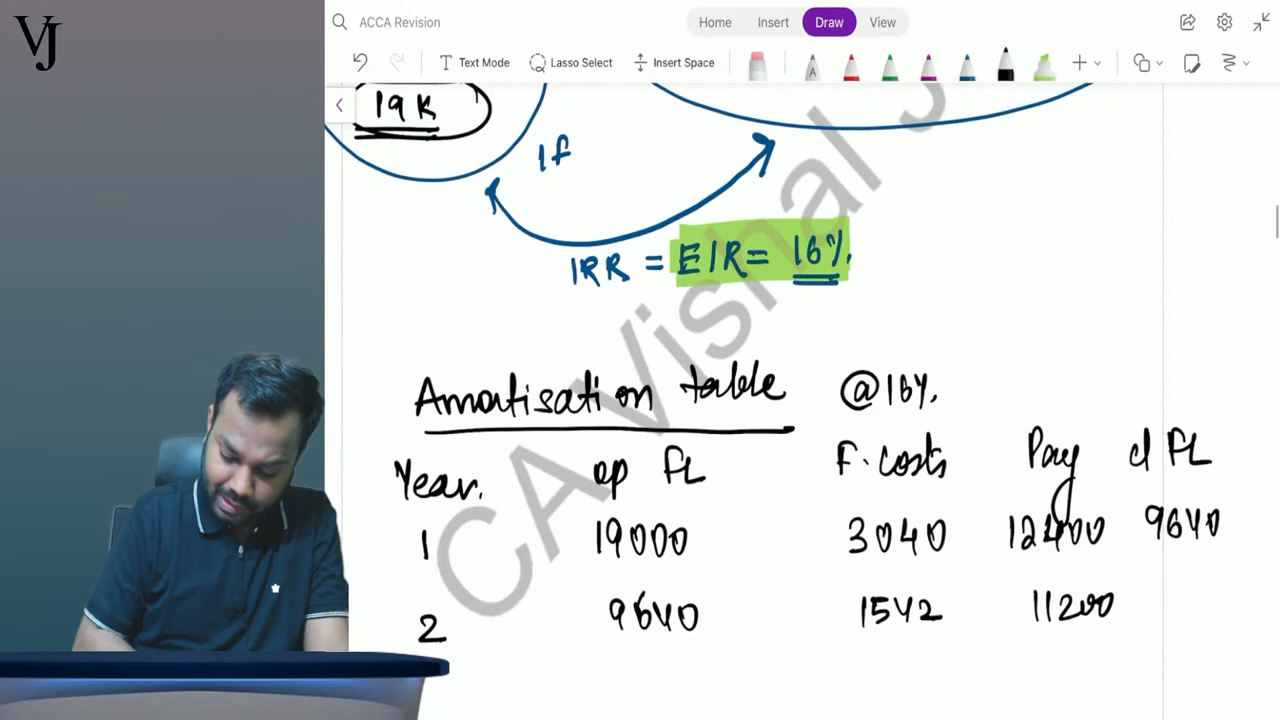 VJ
ACCA Revision
Home Insert Draw View
Text Mode Lasso Select Insert Space
19K
If
IRR = EIR= 16%.
Amortisation table @16%.
Year. op FL F. costs Pay cl FL
1 19000 3040 12400 9640
2 9640 1542 11200
CA Vishal J